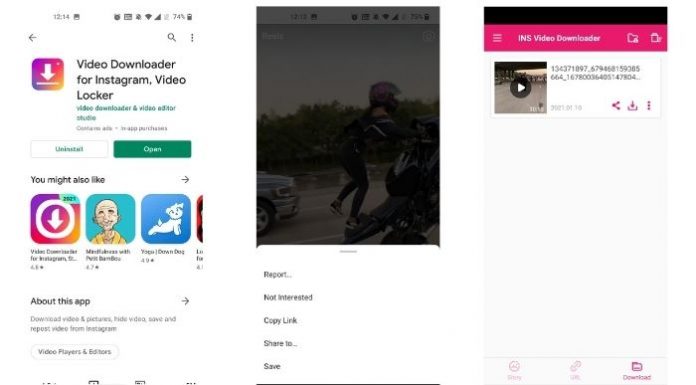 12:14
74%
Video Downloader
for Instagram, Video
Locker
video downloader & video editor
studio
Contains ads • In-app purchases
Uninstall
Open
You might also like
2021
Video Downloader
for Instagram, St...
4.8 ★
Mindfulness with
Petit BamBou
4.7 ★
Yoga | Down Dog
4.9 ★
About this app
Download video & pictures, hide video, save and
repost video from Instagram
Video Players & Editors
12:12
75%
Reels
Report...
Not Interested
Copy Link
Share to...
Save
INS Video Downloader
134371897_679468159385
664_16780036405147804...
2021.01.10
Story
URL
Download